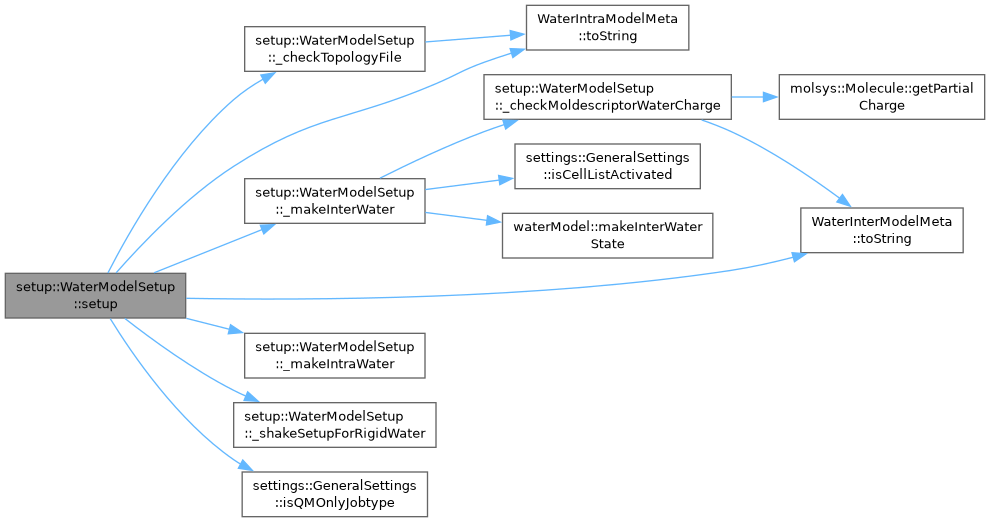 WaterIntraModelMeta
::toString
setup::WaterModelSetup
::_checkTopologyFile
setup::WaterModelSetup
::_checkMoldescriptorWaterCharge
molsys::Molecule::getPartial
Charge
settings::GeneralSettings
::isCellListActivated
setup::WaterModelSetup
::_makeInterWater
waterModel::makeInterWater
State
WaterInterModelMeta
::toString
setup::WaterModelSetup
::setup
setup::WaterModelSetup
::_makeIntraWater
setup::WaterModelSetup
::_shakeSetupForRigidWater
settings::GeneralSettings
::isQMOnlyJobtype